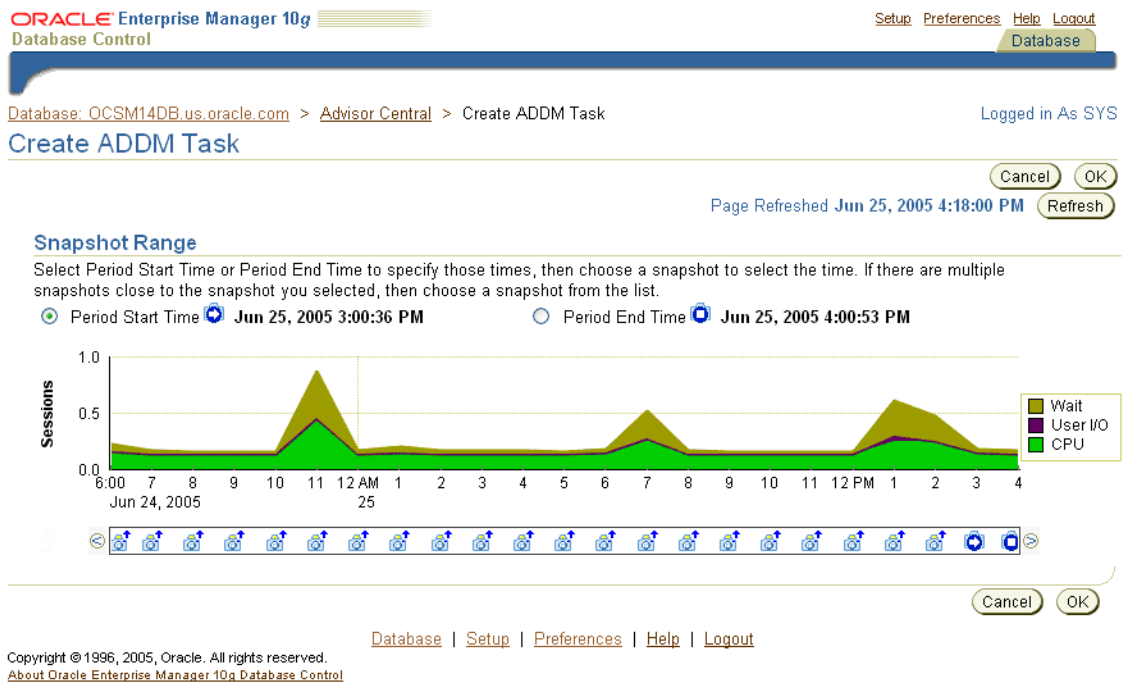 ORACLE Enterprise Manager 10g
Database Control
Setup Preferences Help Logout
Database
Database: OCSM14DB.us.oracle.com > Advisor Central > Create ADDM Task
Logged in As SYS
Create ADDM Task
Cancel OK
Page Refreshed Jun 25, 2005 4:18:00 PM Refresh
Snapshot Range
Select Period Start Time or Period End Time to specify those times, then choose a snapshot to select the time. If there are multiple
snapshots close to the snapshot you selected, then choose a snapshot from the list.
Period Start Time Jun 25, 2005 3:00:36 PM Period End Time Jun 25, 2005 4:00:53 PM
Sessions
1.0
0.5
0.0
Wait
User I/O
CPU
6:00 7 8 9 10 11 12 AM 1 2 3 4 5 6 7 8 9 10 11 12 PM 1 2 3 4
Jun 24, 2005 25
Cancel OK
Database | Setup | Preferences | Help | Logout
Copyright © 1996, 2005, Oracle. All rights reserved.
About Oracle Enterprise Manager 10g Database Control